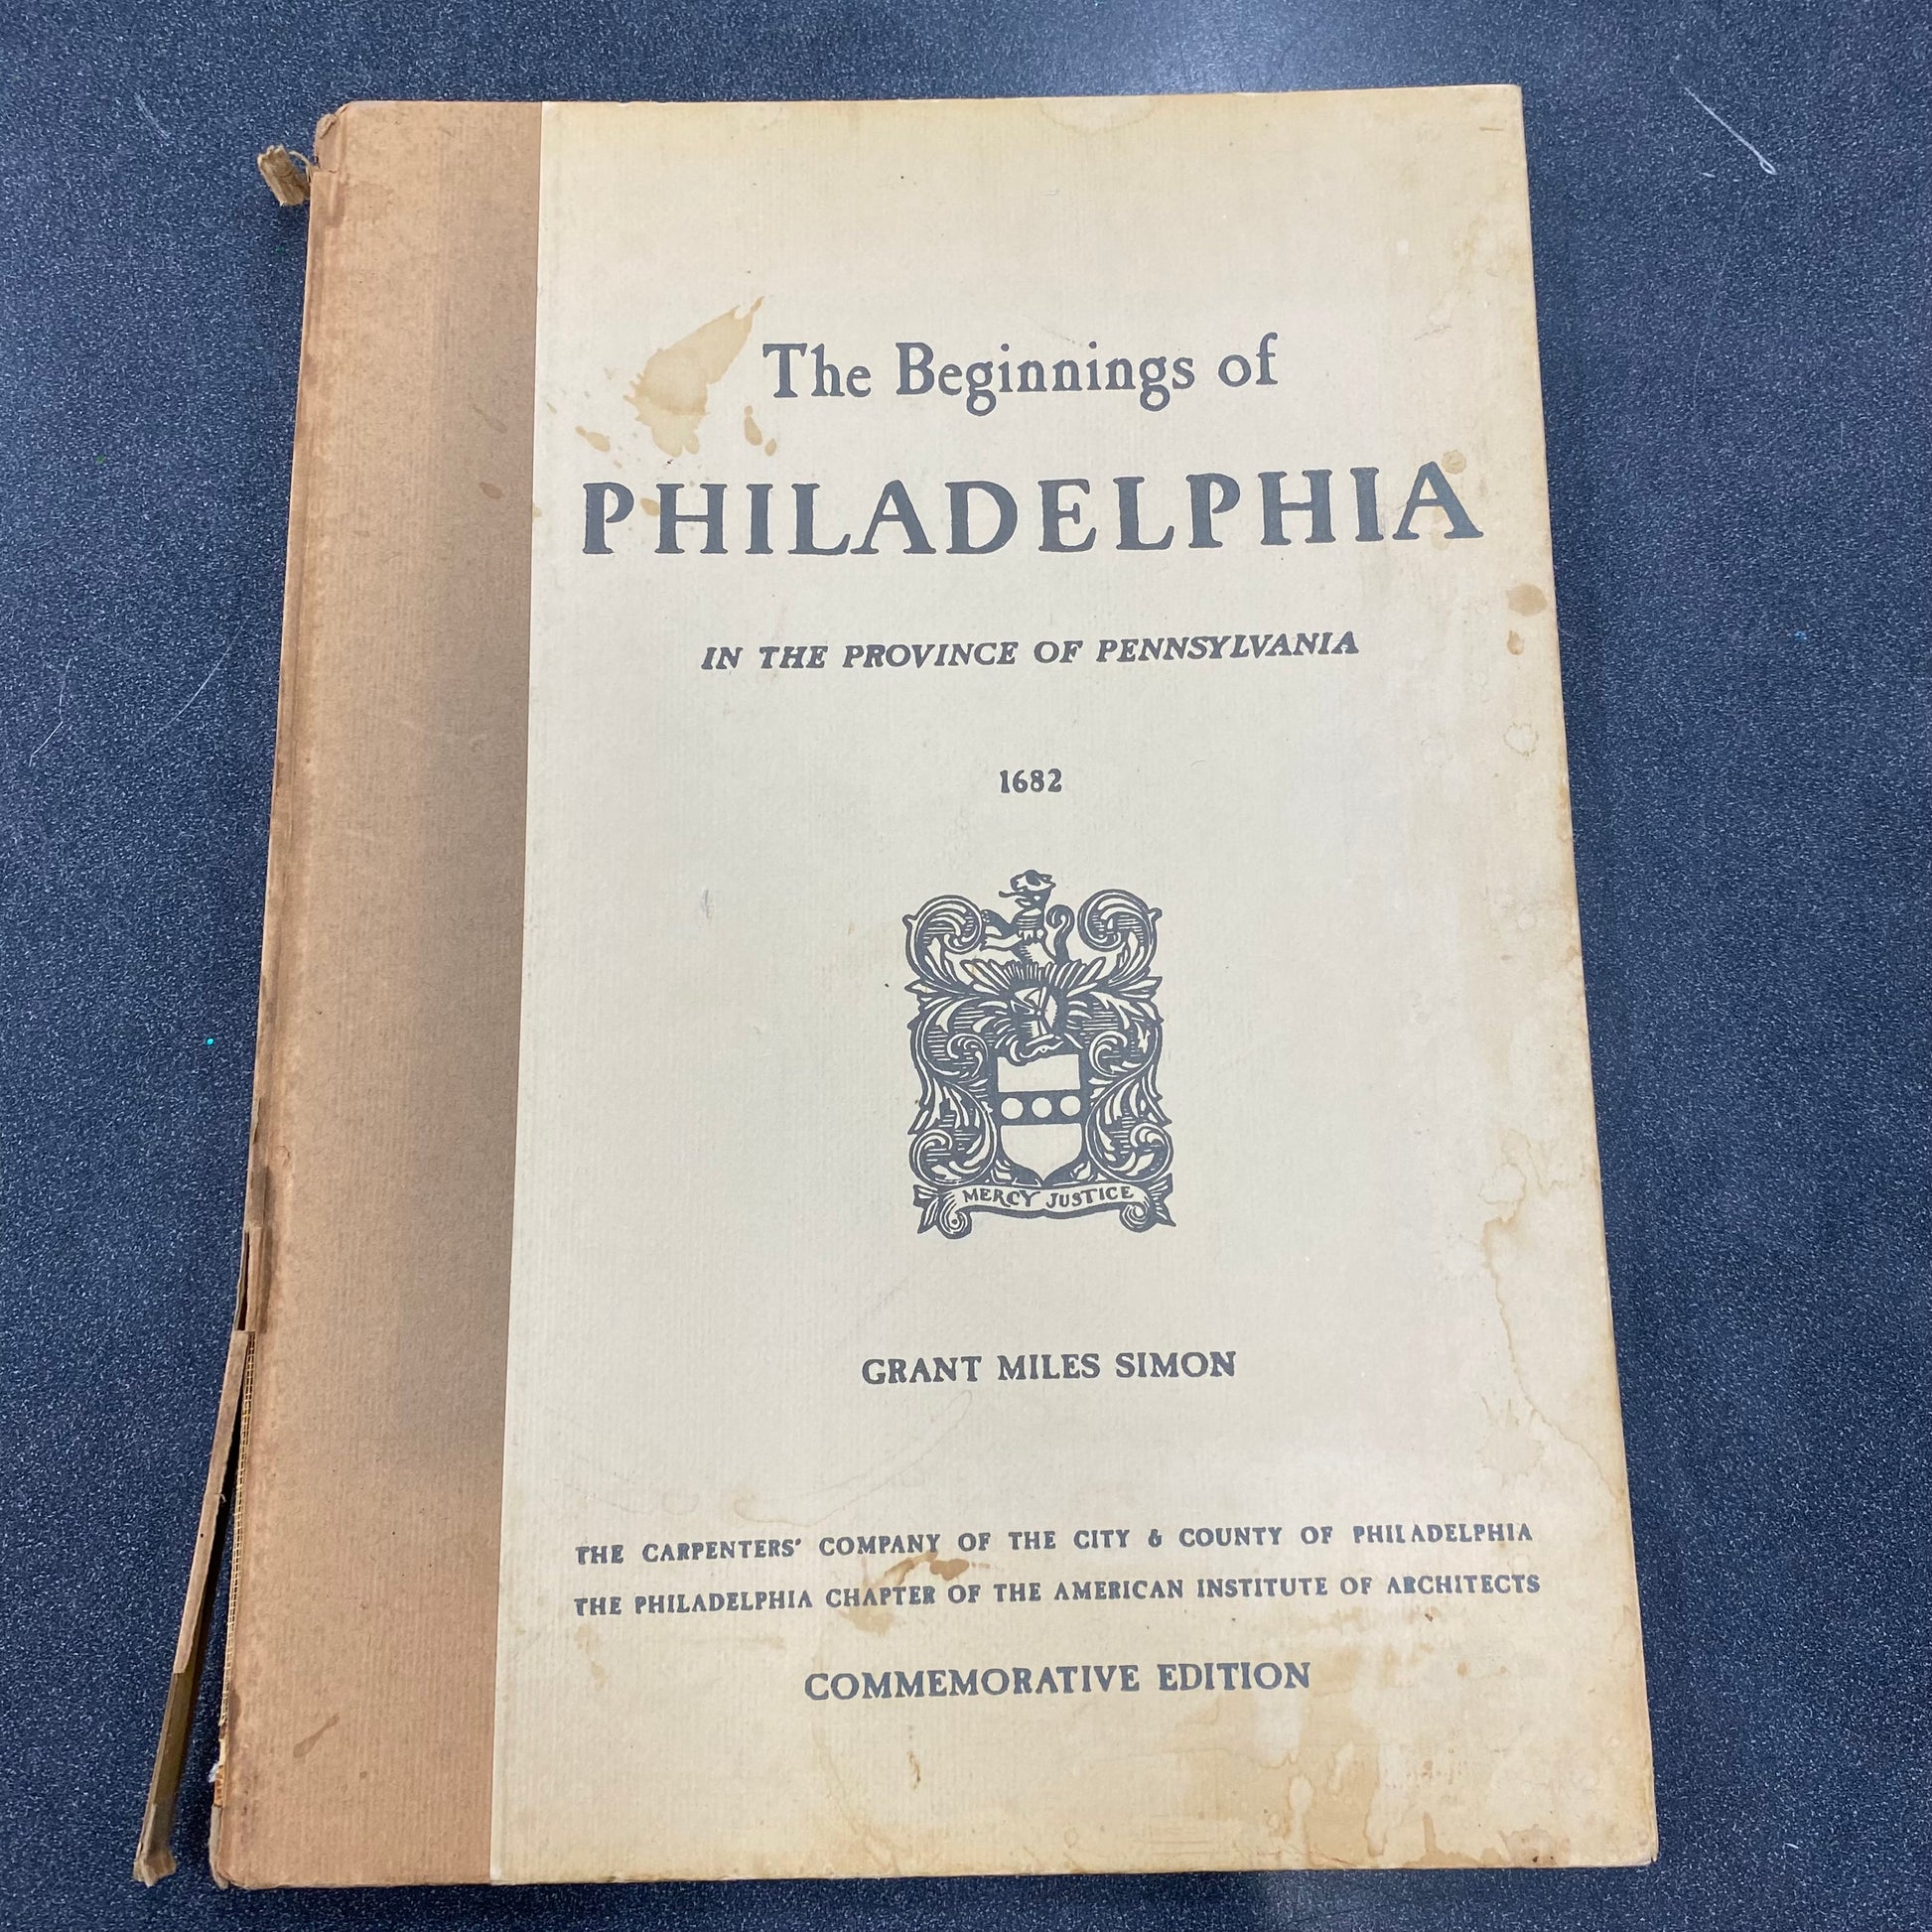 The Beginnings of
PHILADELPHIA
IN THE PROVINCE OF PENNSYLVANIA
1682
MERCY JUSTICE
GRANT MILES SIMON
THE CARPENTERS' COMPANY OF THE CITY & COUNTY OF PHILADELPHIA
THE PHILADELPHIA CHAPTER OF THE AMERICAN INSTITUTE OF ARCHITECTS
COMMEMORATIVE EDITION